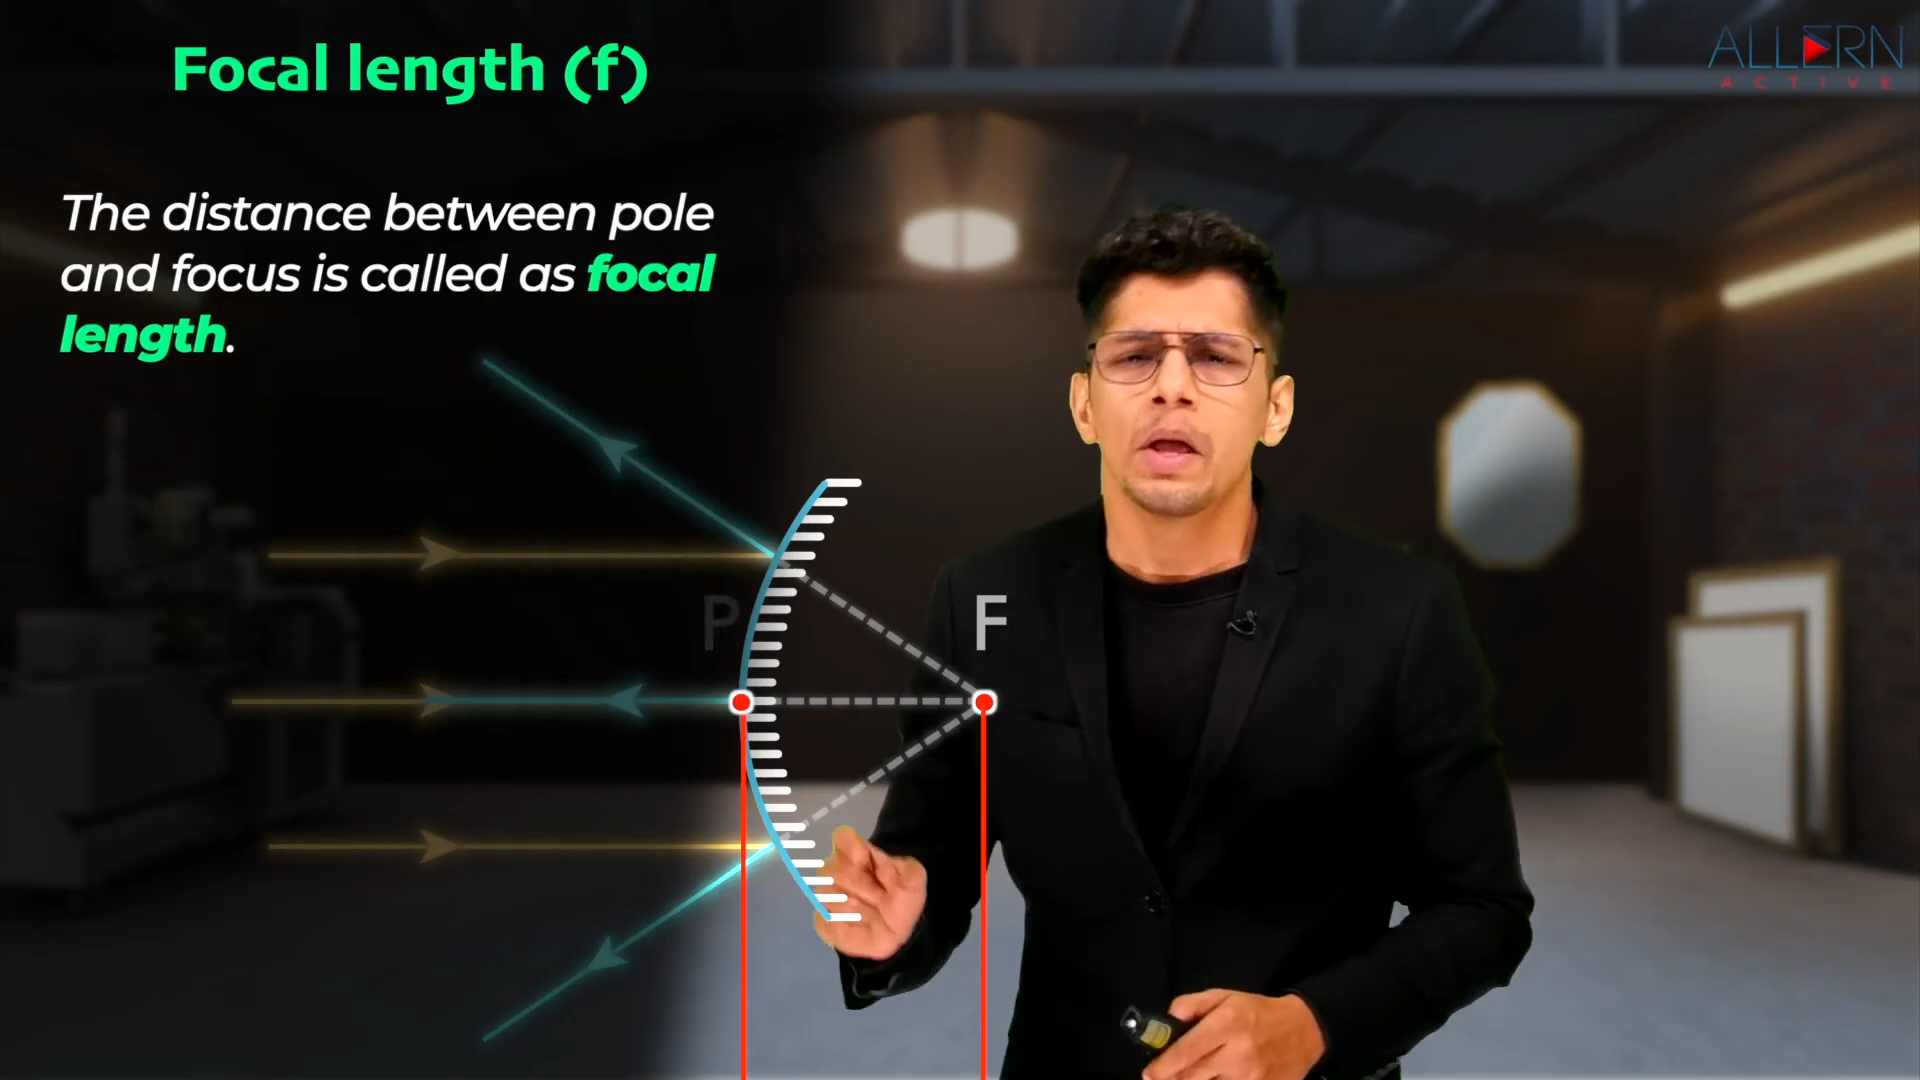 Focal length (f)
ALLERN
ACTIVE
The distance between pole
and focus is called as focal
length.
P
F